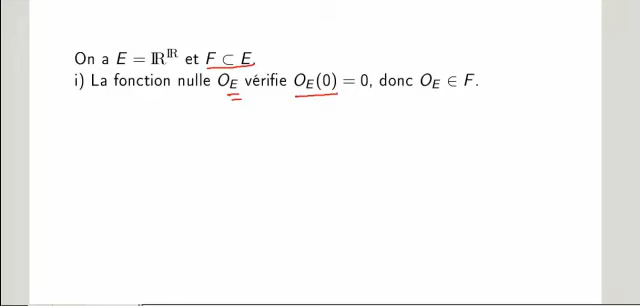 On a E = ℝ^ℝ et F ⊂ E.
i) La fonction nulle O_E vérifie O_E(0) = 0, donc O_E ∈ F.